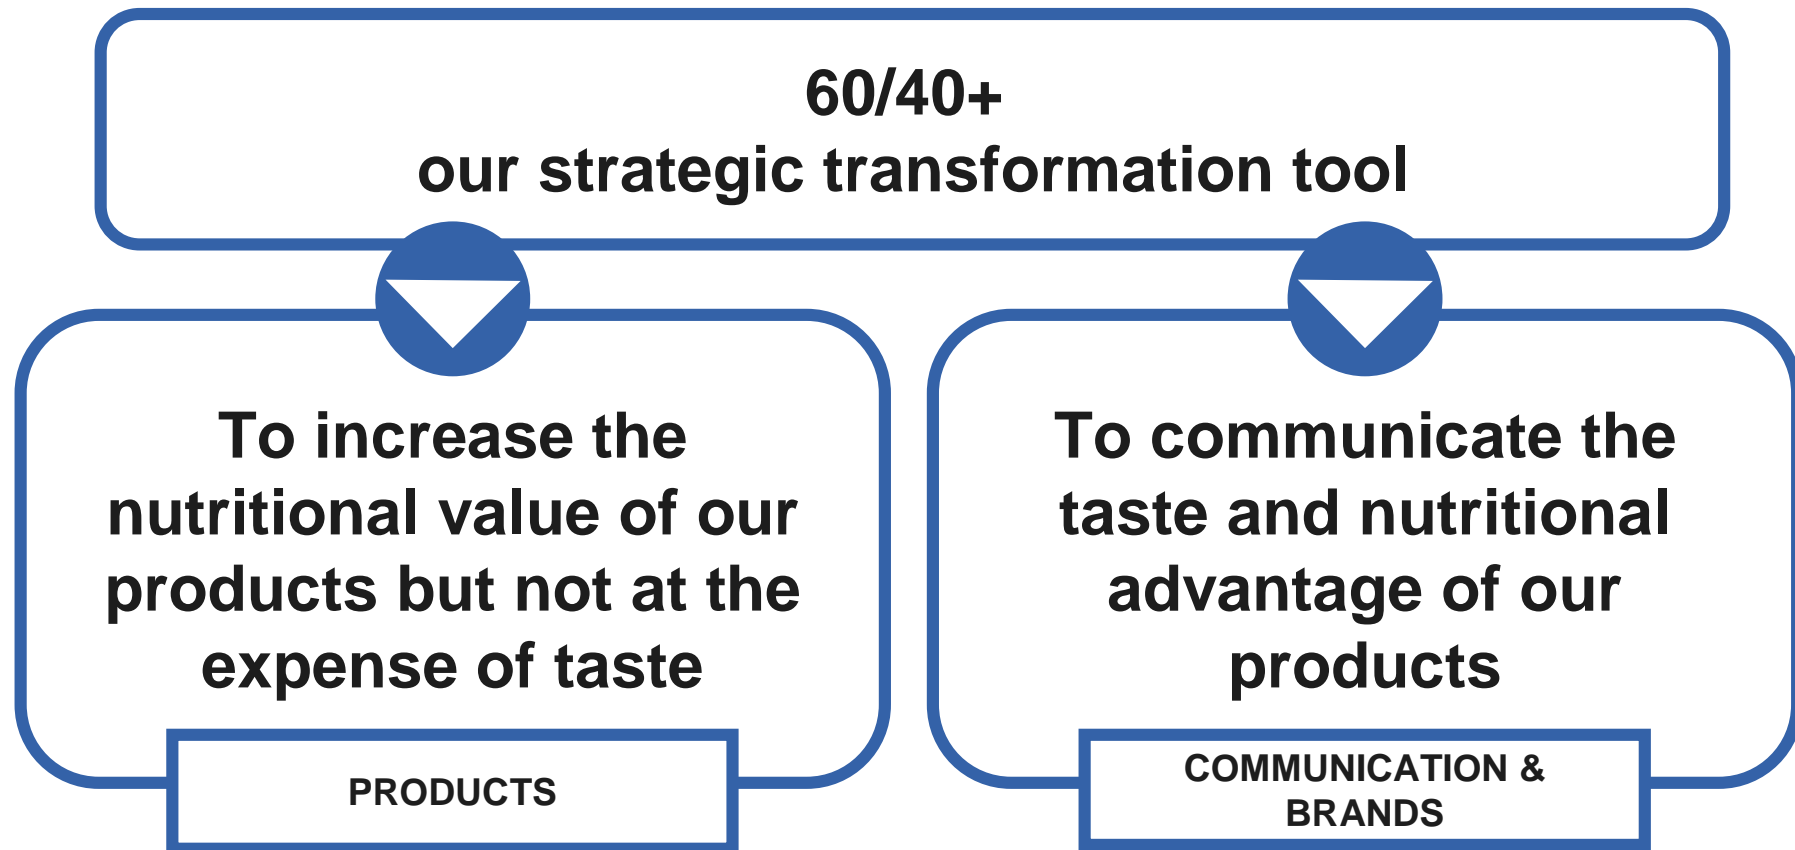 60/40+
our strategic transformation tool
To increase the
nutritional value of our
products but not at the
expense of taste
PRODUCTS
To communicate the
taste and nutritional
advantage of our
products
COMMUNICATION &
BRANDS